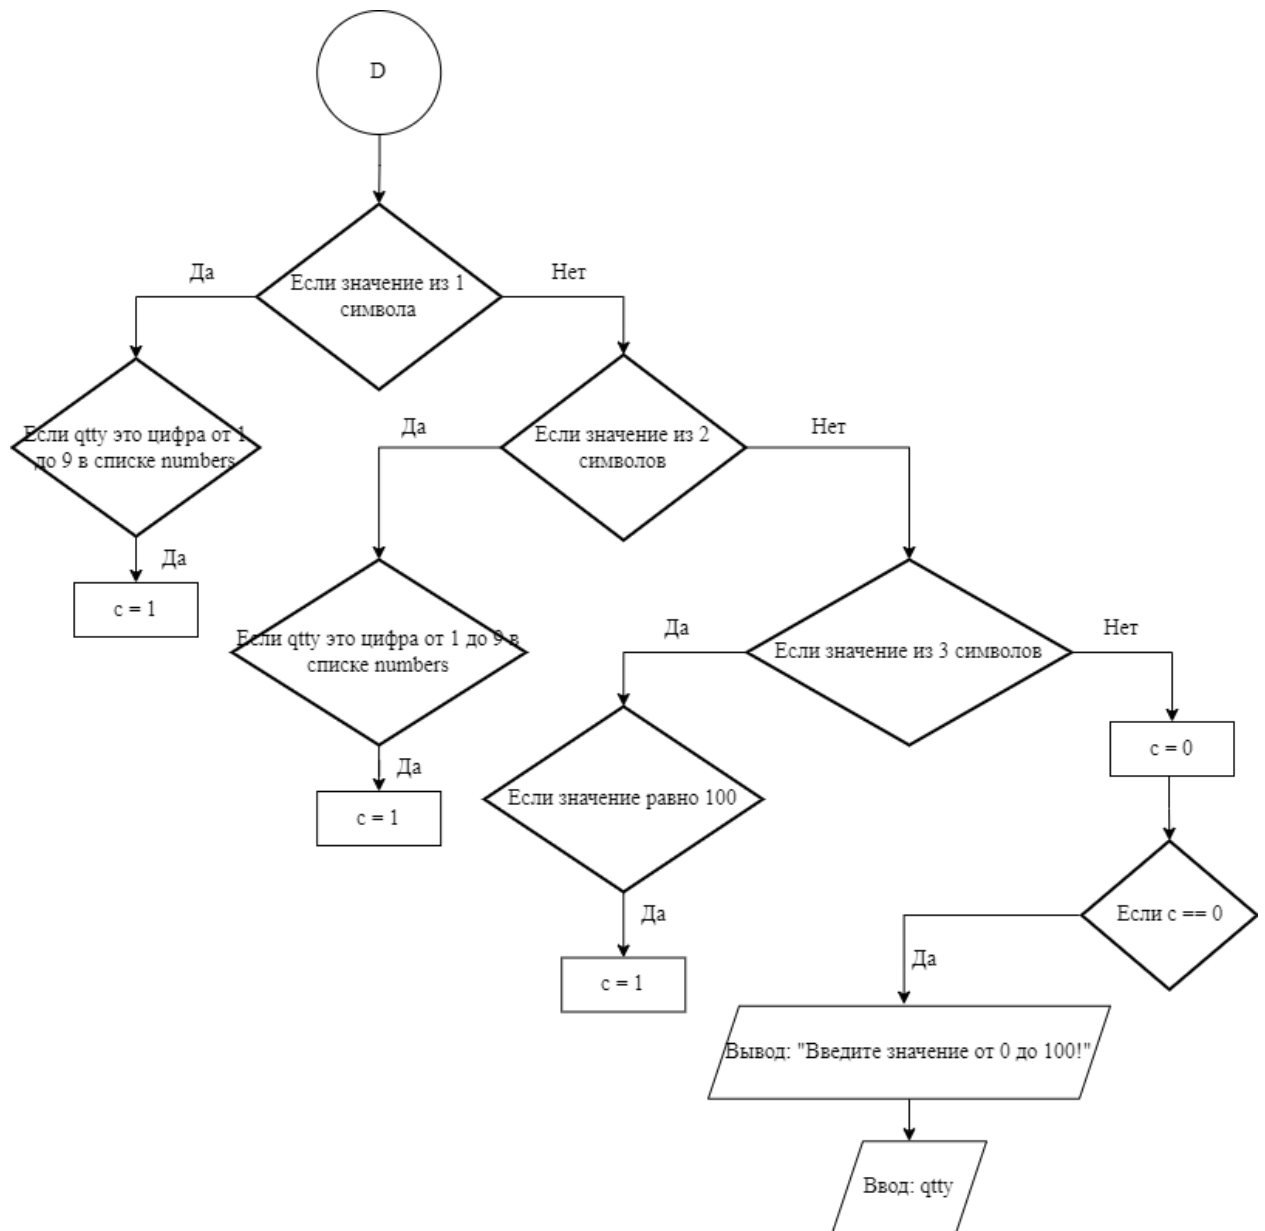 D
Да
Нет
Если значение из 1
символа
Да
Нет
Если qtty это цифра от 1
до 9 в списке numbers
Если значение из 2
символов
Да
c = 1
Да
Нет
Если qtty это цифра от 1 до 9 в
списке numbers
Если значение из 3 символов
Да
c = 1
c = 0
Если значение равно 100
Да
c = 1
Если c == 0
Да
Вывод: "Введите значение от 0 до 100!"
Ввод: qtty